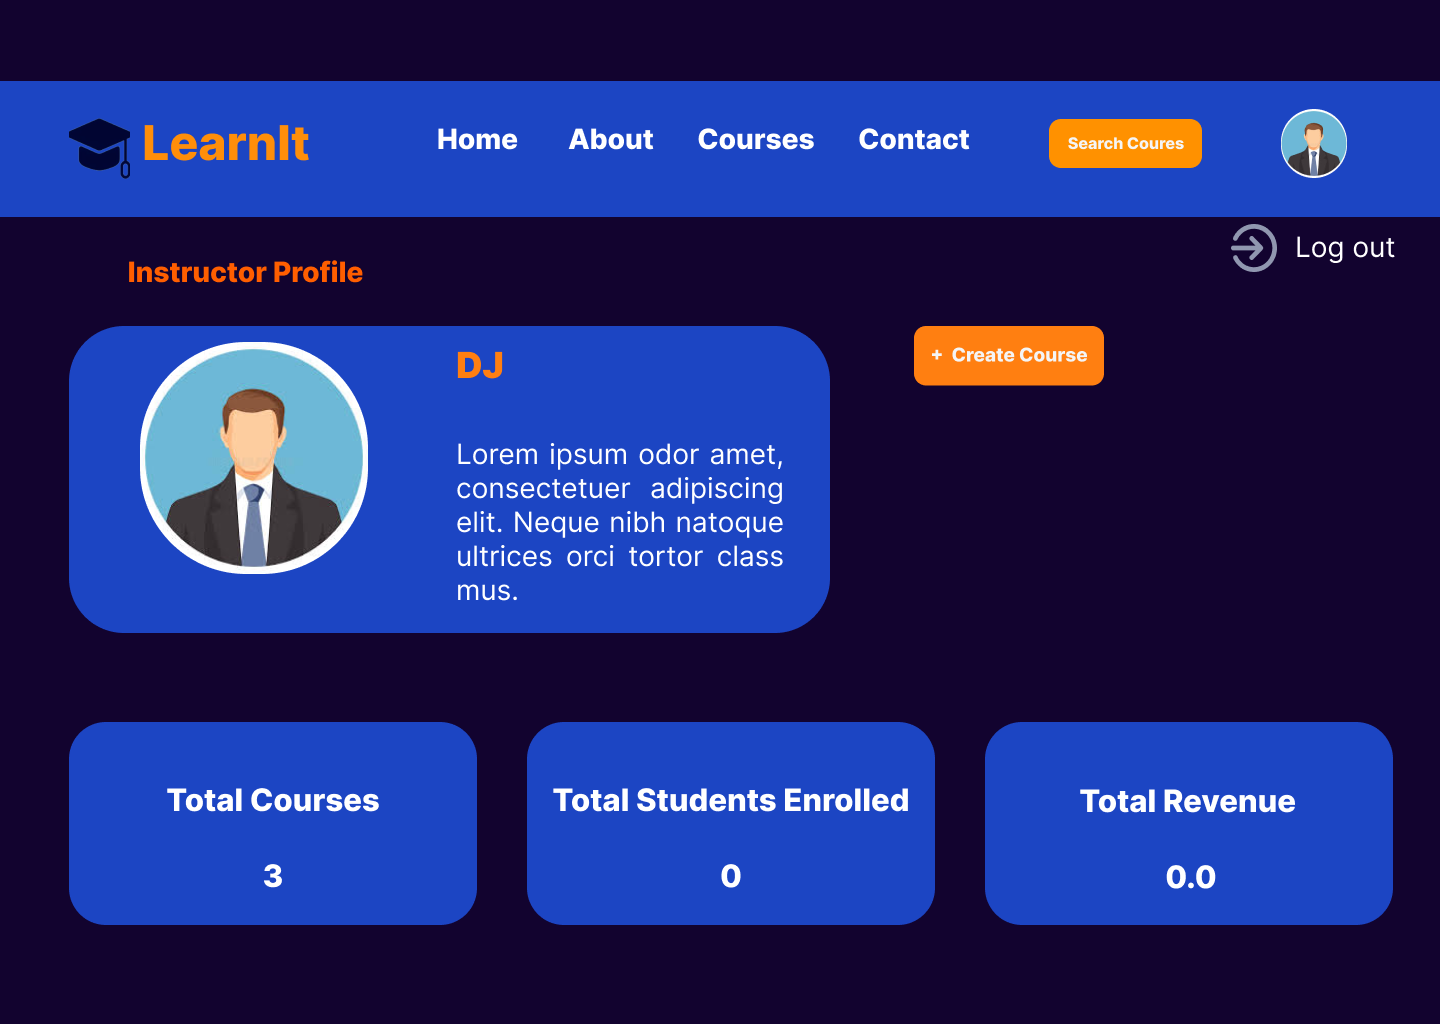 LearnIt
Home
About
Courses
Contact
Search Coures
Log out
Instructor Profile
DJ
+ Create Course
Lorem ipsum odor amet,
consectetuer adipiscing
elit. Neque nibh natoque
ultrices orci tortor class
mus.
Total Courses
3
Total Students Enrolled
0
Total Revenue
0.0